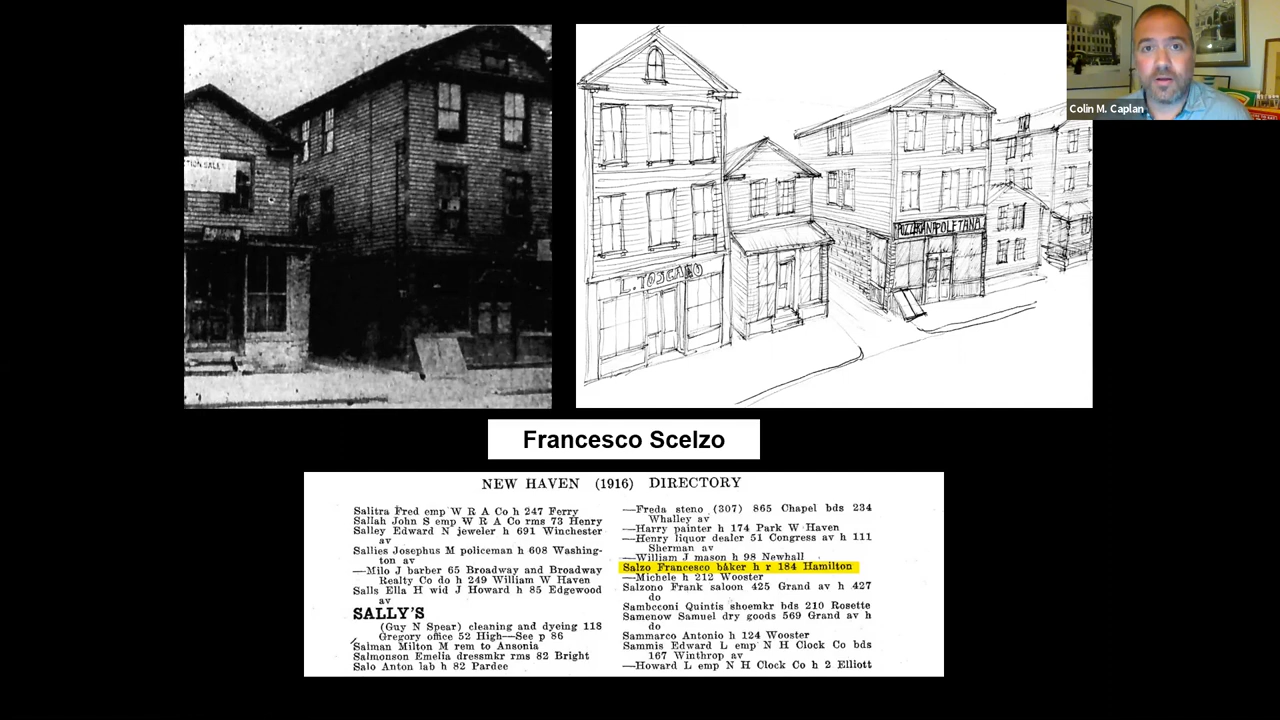 TION SALE
L. TOSCANO
PIZZERIA NAPOLETANA
Colin M. Caplan
Francesco Scelzo
NEW HAVEN (1916) DIRECTORY
Salitra Fred emp W R A Co h 247 Ferry
Sallah John S emp W R A Co rms 73 Henry
Salley Edward N jeweler h 691 Winchester
av
Sallies Josephus M policeman h 608 Washing-
ton av
—Milo J barber 65 Broadway and Broadway
Realty Co do h 249 William W Haven
Salls Ella H wid J Howard h 85 Edgewood
av
SALLY'S
(Guy N Spear) cleaning and dyeing 118
Gregory office 52 High—See p 86
Salman Milton M rem to Ansonia
Salmonson Emelia dressmkr rms 82 Bright
Salo Anton lab h 82 Pardee
—Freda steno (307) 865 Chapel bds 234
Whalley av
—Harry painter h 174 Park W Haven
—Henry liquor dealer 51 Congress av h 111
Sherman av
—William J mason h 98 Newhall
Salzo Francesco baker h r 184 Hamilton
—Michele h 212 Wooster
Salzono Frank saloon 425 Grand av h 427
do
Sambcconi Quintis shoemkr bds 210 Rosette
Samenow Samuel dry goods 569 Grand av h
do
Sammarco Antonio h 124 Wooster
Sammis Edward L emp N H Clock Co bds
167 Winthrop av
—Howard L emp N H Clock Co h 2 Elliott